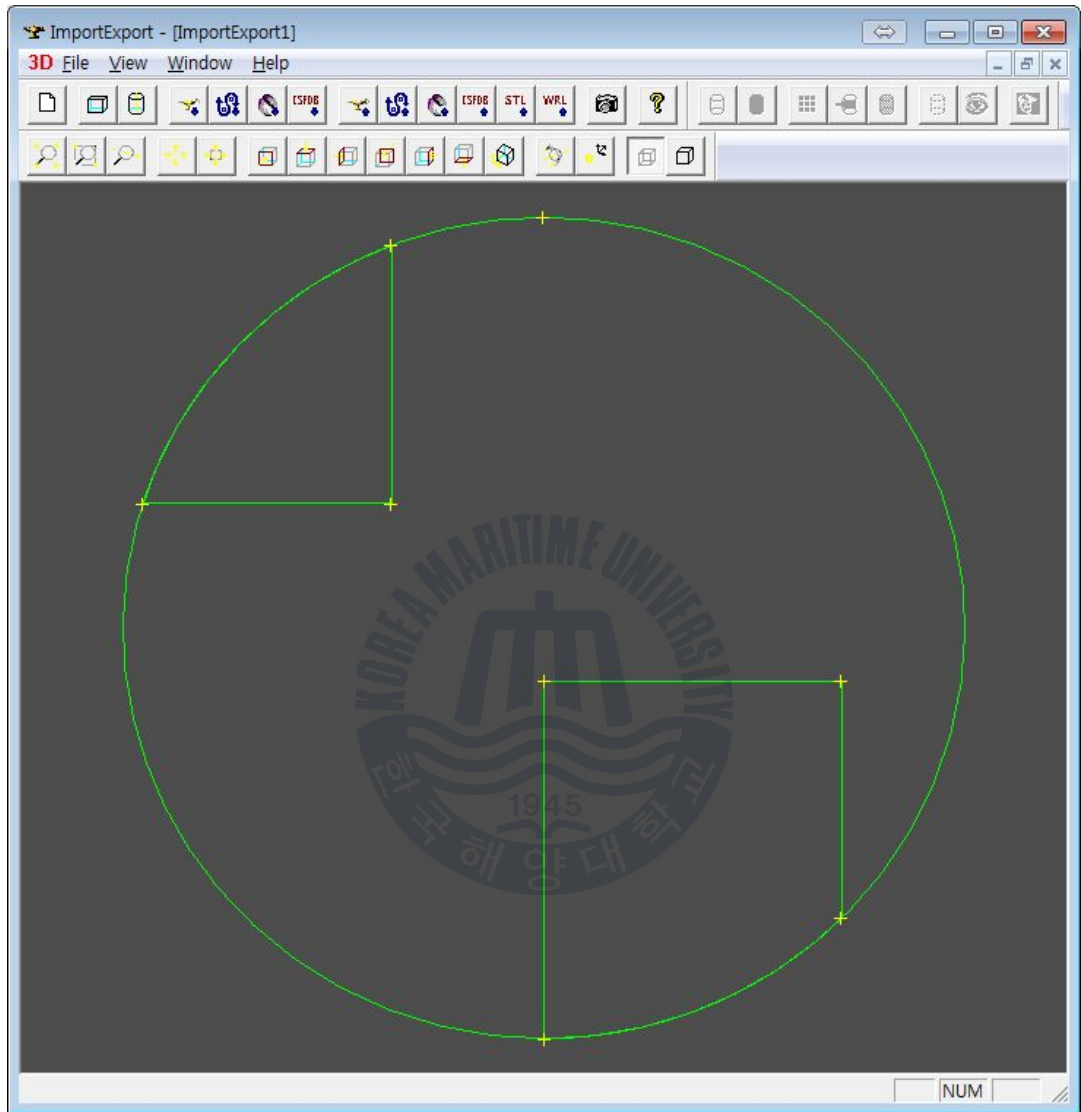 ImportExport - [ImportExport1]
3D File View Window Help
CSFDB CSFDB STL WRL
KOREA MARITIME UNIVERSITY
1945
한국해양대학교
NUM